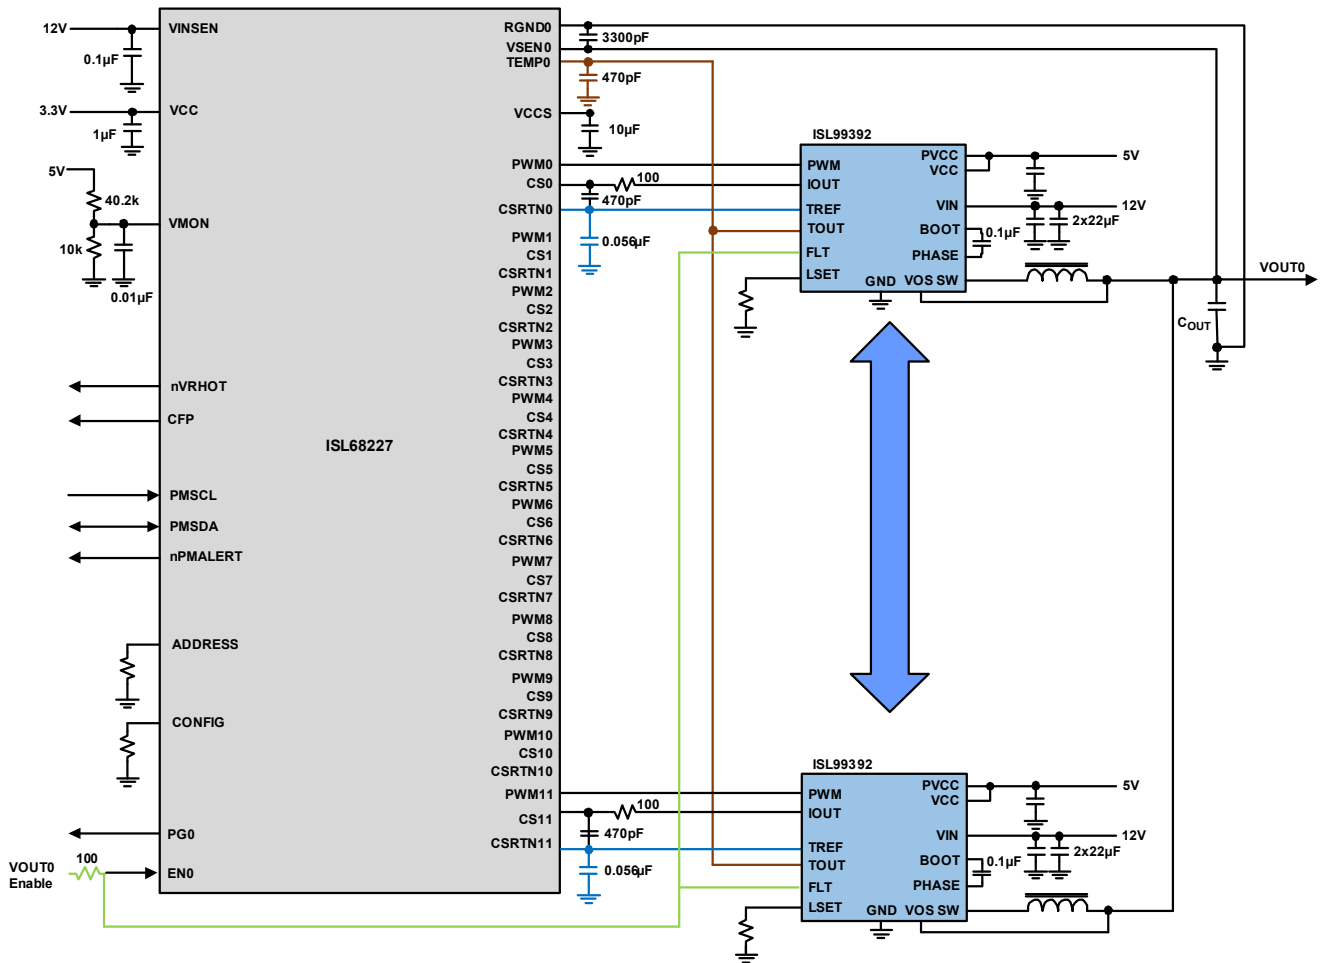 12V
VINSEN
0.1µF
3.3V
VCC
1µF
5V
40.2k
VMON
10k
0.01µF
nVRHOT
CFP
ISL68227
PMSCL
PMSDA
nPMALERT
ADDRESS
CONFIG
PG0
VOUT0
Enable
100
EN0
RGND0
3300pF
VSEN0
TEMP0
470pF
VCCS
10µF
PWM0
CS0
100
470pF
CSRTN0
0.056µF
PWM1
CS1
CSRTN1
PWM2
CS2
CSRTN2
PWM3
CS3
CSRTN3
PWM4
CS4
CSRTN4
PWM5
CS5
CSRTN5
PWM6
CS6
CSRTN6
PWM7
CS7
CSRTN7
PWM8
CS8
CSRTN8
PWM9
CS9
CSRTN9
PWM10
CS10
CSRTN10
PWM11
CS11
100
470pF
CSRTN11
0.056µF
ISL99392
PWM
IOUT
TREF
TOUT
FLT
LSET
GND
PVCC
VCC
VIN
BOOT
PHASE
VOS SW
5V
12V
2x22µF
0.1µF
VOUT0
COUT
ISL99392
PWM
IOUT
TREF
TOUT
FLT
LSET
GND
PVCC
VCC
VIN
BOOT
PHASE
VOS SW
5V
12V
2x22µF
0.1µF